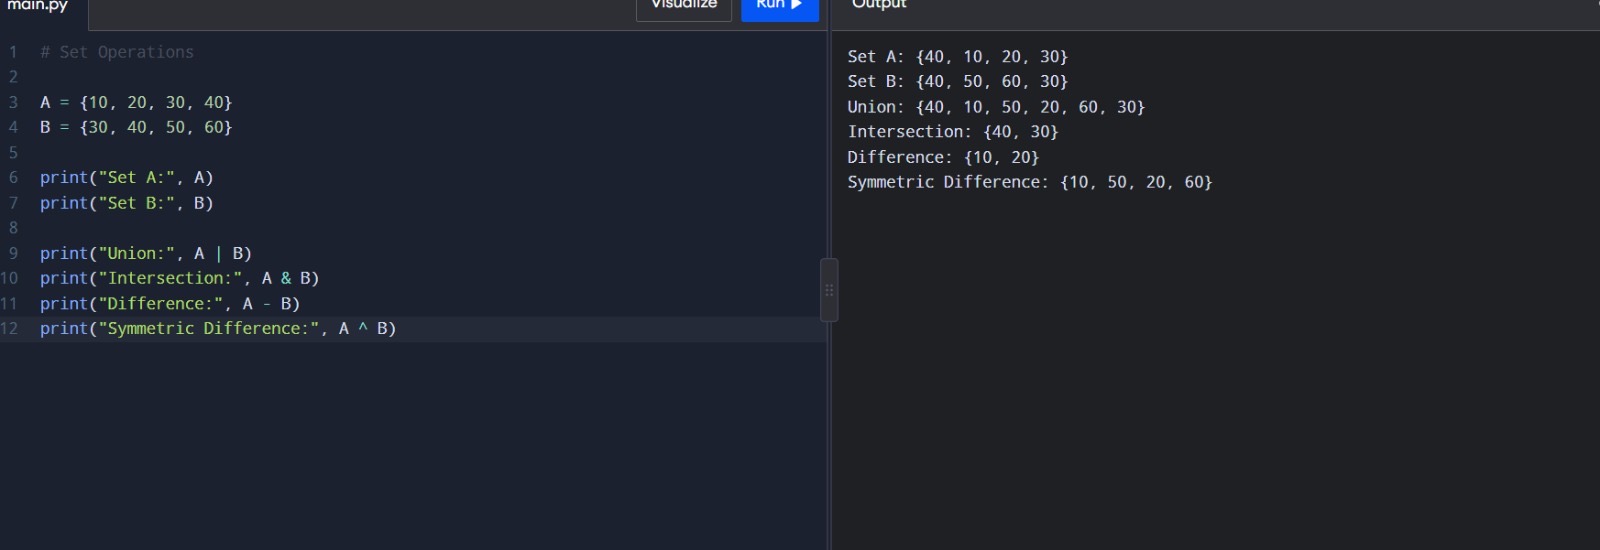 main.py
Visualize
Run
Output
1 # Set Operations
2
3 A = {10, 20, 30, 40}
4 B = {30, 40, 50, 60}
5
6 print("Set A:", A)
7 print("Set B:", B)
8
9 print("Union:", A | B)
10 print("Intersection:", A & B)
11 print("Difference:", A - B)
12 print("Symmetric Difference:", A ^ B)
Set A: {40, 10, 20, 30}
Set B: {40, 50, 60, 30}
Union: {40, 10, 50, 20, 60, 30}
Intersection: {40, 30}
Difference: {10, 20}
Symmetric Difference: {10, 50, 20, 60}